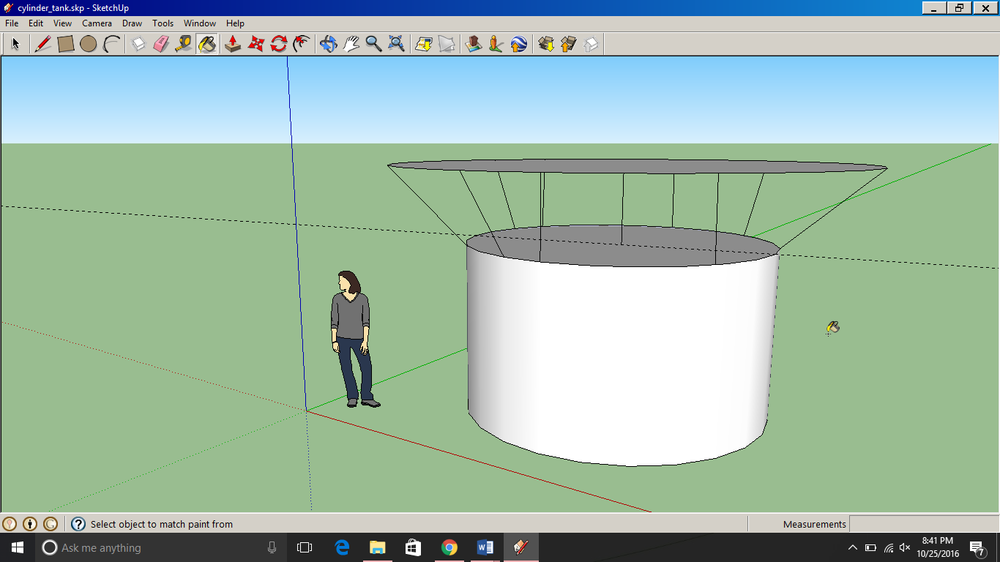 cylinder_tank.skp - SketchUp
File Edit View Camera Draw Tools Window Help
Select object to match paint from
Measurements
Ask me anything
8:41 PM
10/25/2016
7